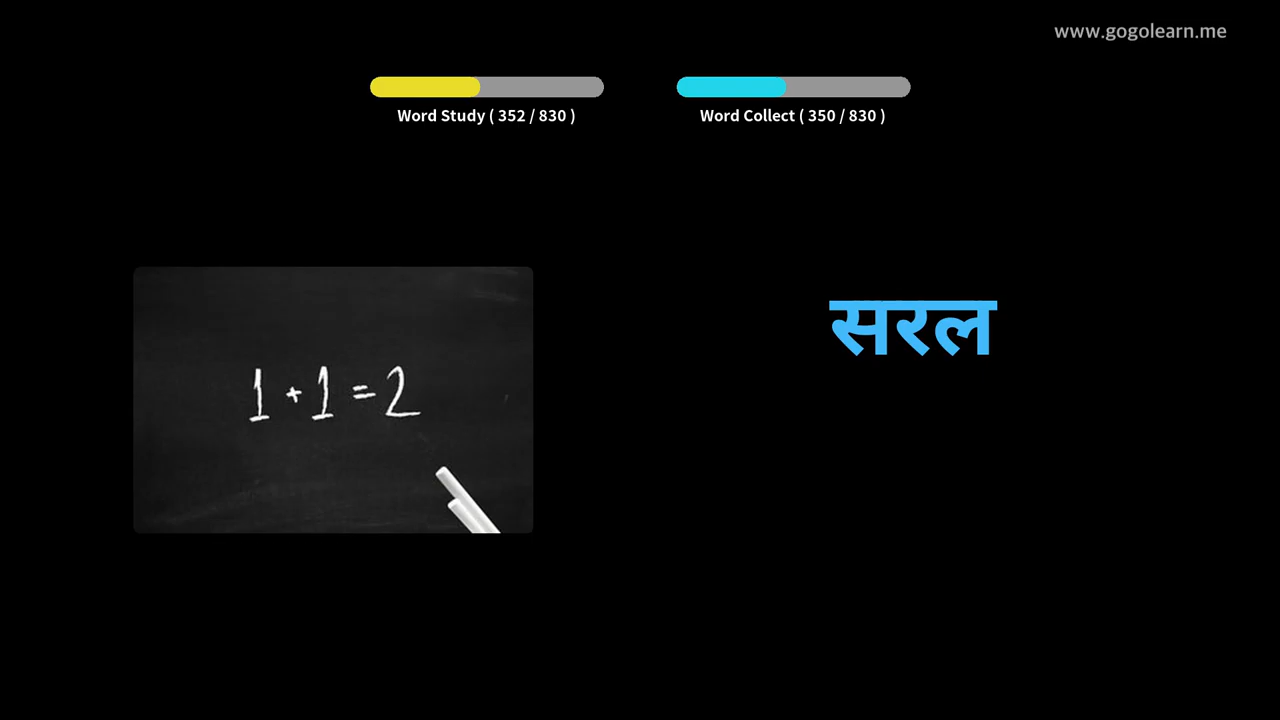 www.gogolearn.me
Word Study ( 352 / 830 )
Word Collect ( 350 / 830 )
1 + 1 = 2
सरल